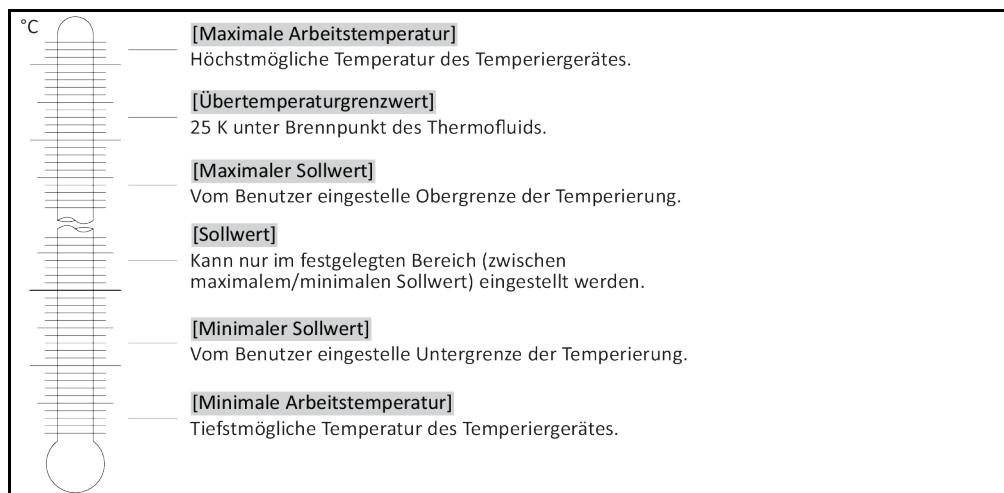 °C
[Maximale Arbeitstemperatur]
Höchstmögliche Temperatur des Temperiergerätes.
[Übertemperaturgrenzwert]
25 K unter Brennpunkt des Thermofluids.
[Maximaler Sollwert]
Vom Benutzer eingestelle Obergrenze der Temperierung.
[Sollwert]
Kann nur im festgelegten Bereich (zwischen
maximalem/minimalen Sollwert) eingestellt werden.
[Minimaler Sollwert]
Vom Benutzer eingestelle Untergrenze der Temperierung.
[Minimale Arbeitstemperatur]
Tiefstmögliche Temperatur des Temperiergerätes.